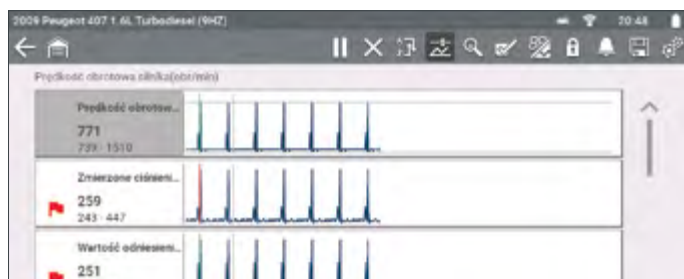 2009 Peugeot 407 1.6L Turbodiesel (9HZ) 20:48
Prędkość obrotowa silnika(obr/min)
Prędkość obrotow...
771
739 - 1510
Zmierzone ciśnieni...
259
243 - 447
Wartość odniesieni...
251